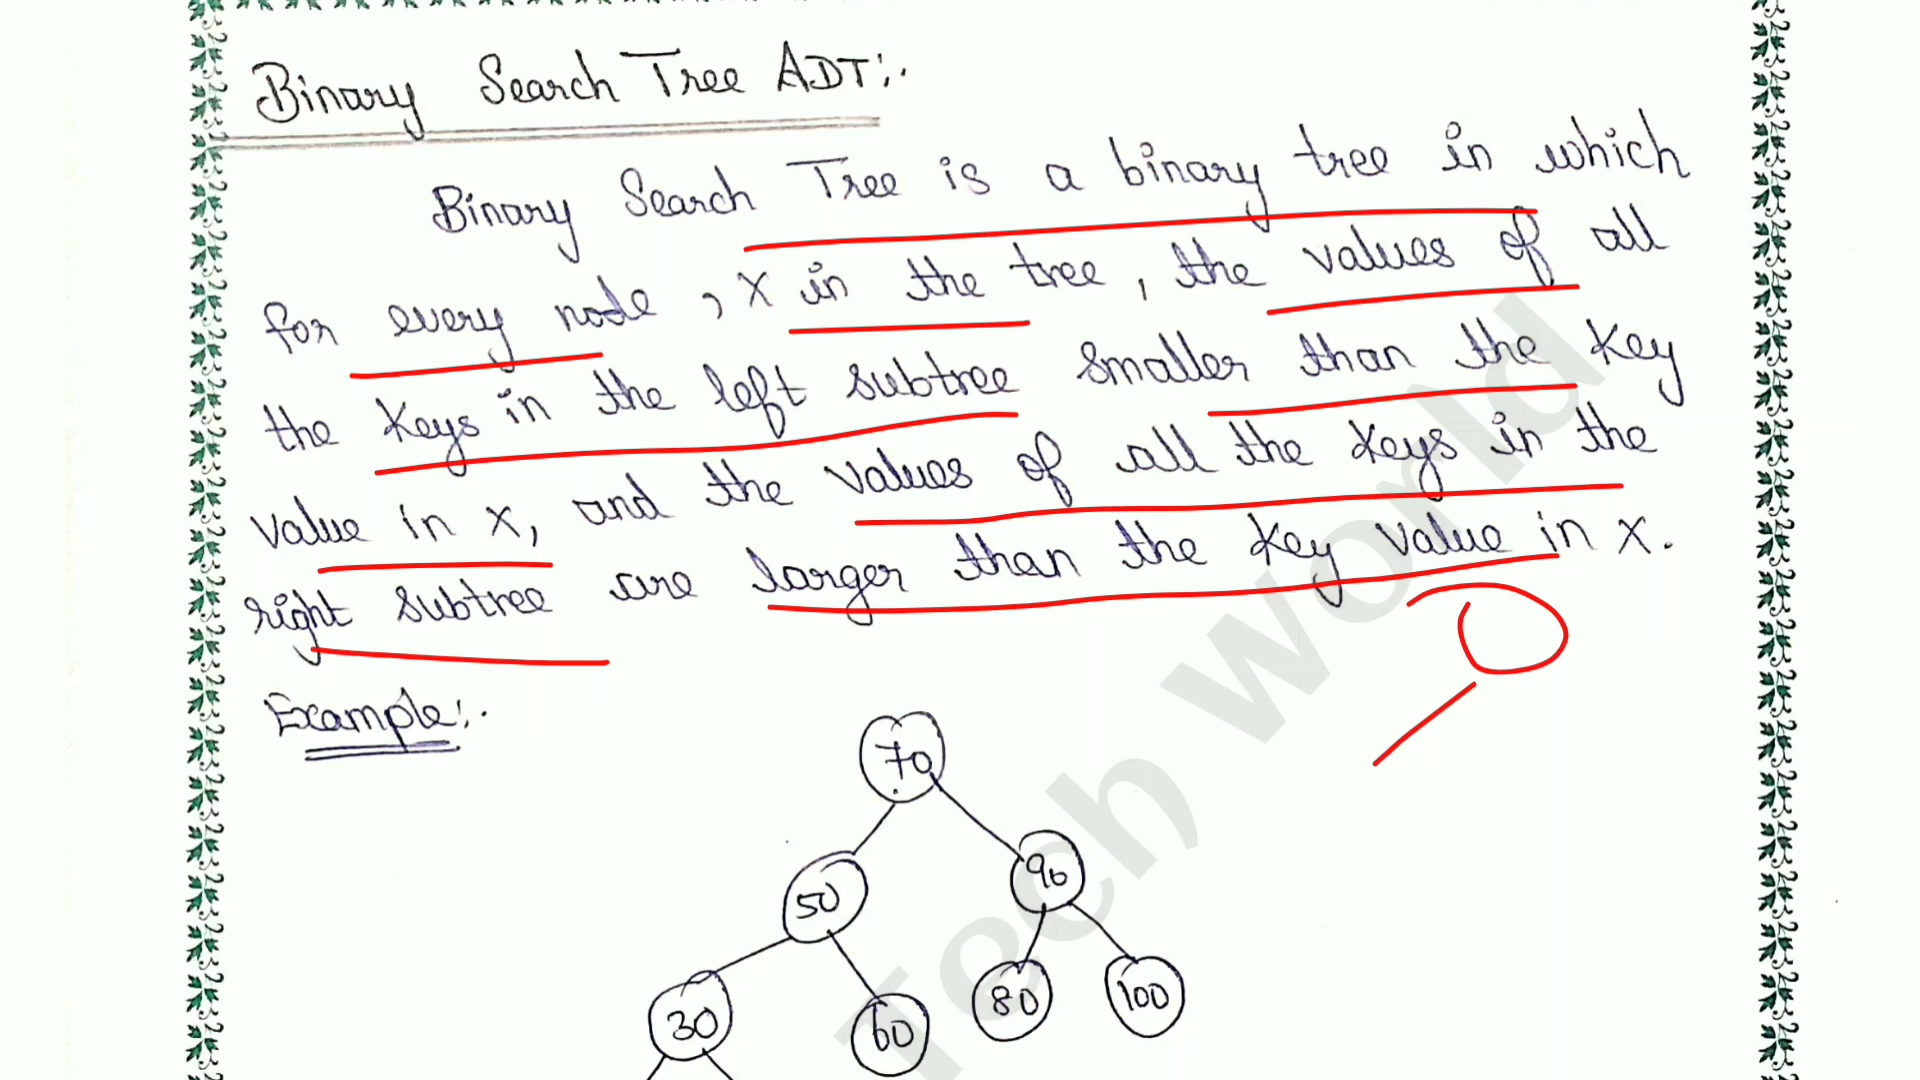 Binary Search Tree ADT:.
Binary Search Tree is a binary tree in which
for every node, X in the tree, the values of all
the keys in the left subtree smaller than the key
value in X, and the values of all the keys in the
right subtree are larger than the key value in X.
Example:.
70
50
90
30
60
80
100
Tech world